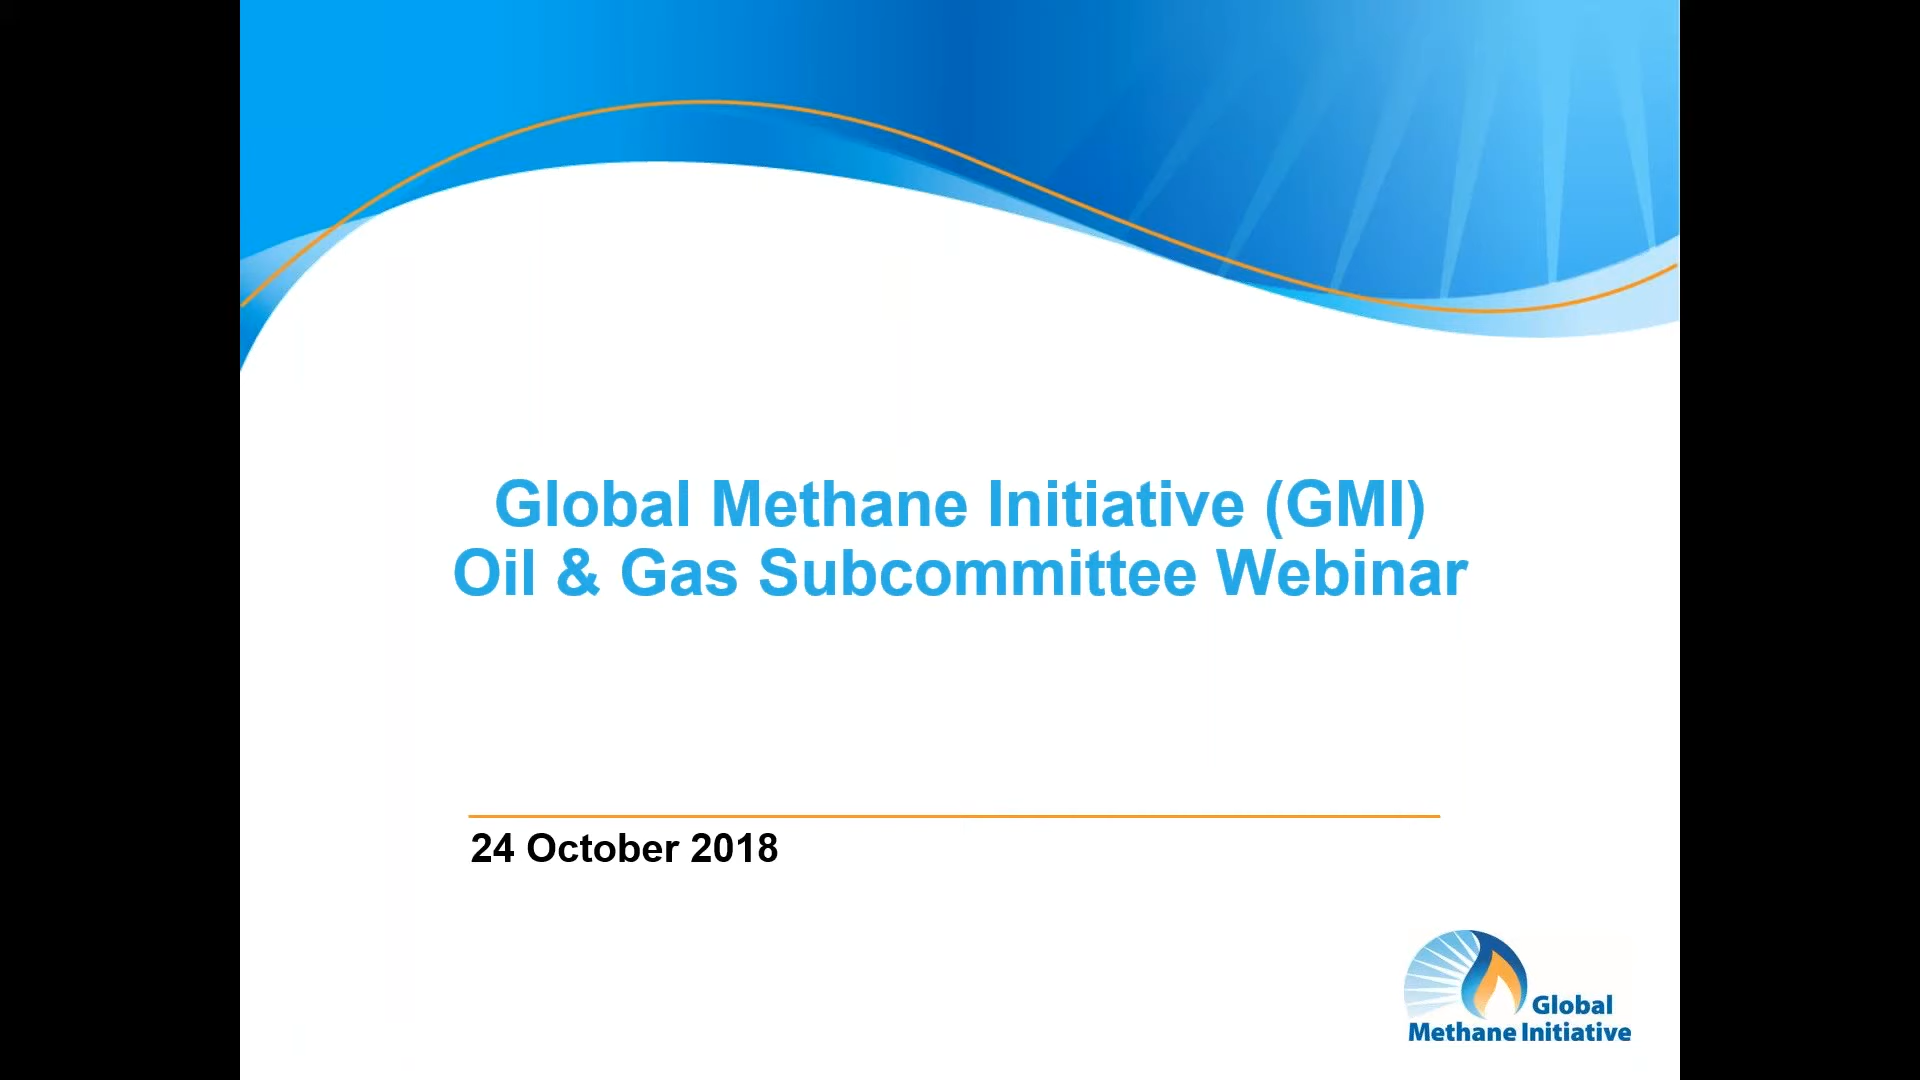 Global Methane Initiative (GMI)
Oil & Gas Subcommittee Webinar
24 October 2018
Global
Methane Initiative